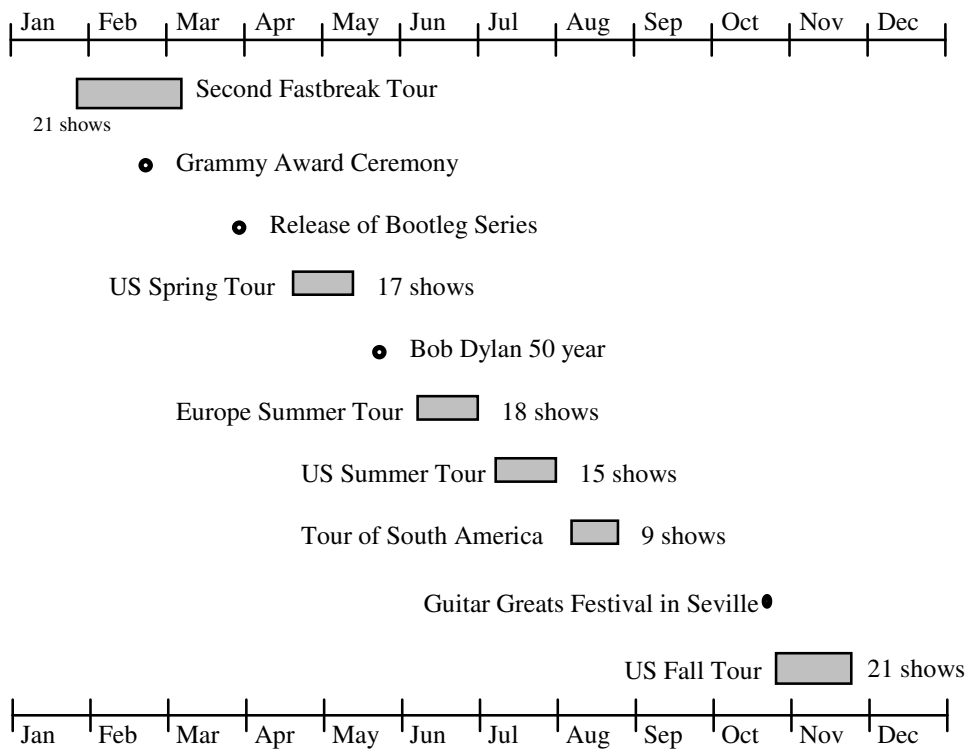 Jan Feb Mar Apr May Jun Jul Aug Sep Oct Nov Dec
Second Fastbreak Tour
21 shows
Grammy Award Ceremony
Release of Bootleg Series
US Spring Tour 17 shows
Bob Dylan 50 year
Europe Summer Tour 18 shows
US Summer Tour 15 shows
Tour of South America 9 shows
Guitar Greats Festival in Seville
US Fall Tour 21 shows
Jan Feb Mar Apr May Jun Jul Aug Sep Oct Nov Dec